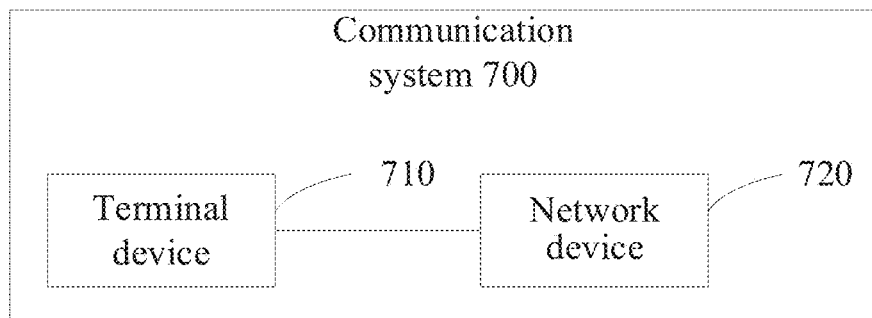 Communication
system 700
710
720
Terminal
device
Network
device